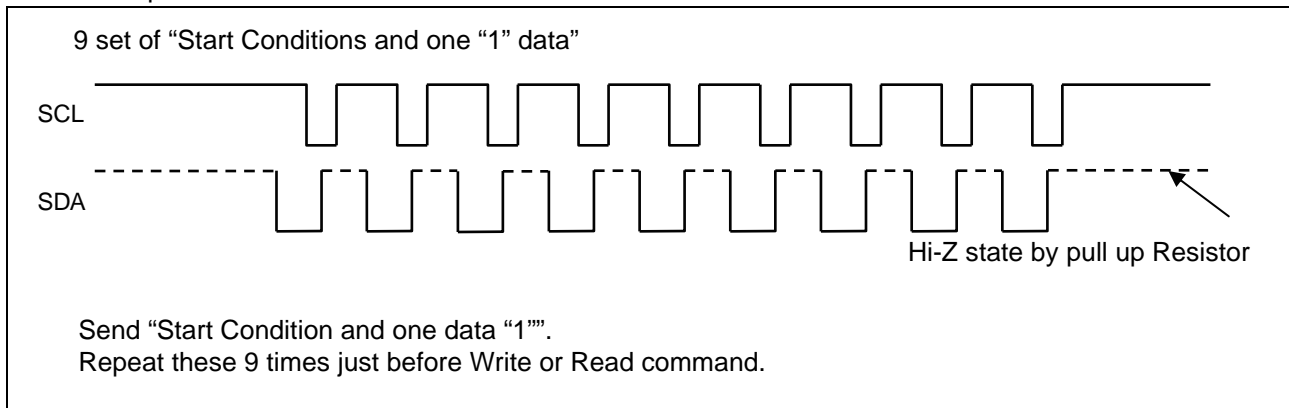 9 set of “Start Conditions and one “1” data”
SCL
SDA
Hi-Z state by pull up Resistor
Send “Start Condition and one data “1””.
Repeat these 9 times just before Write or Read command.